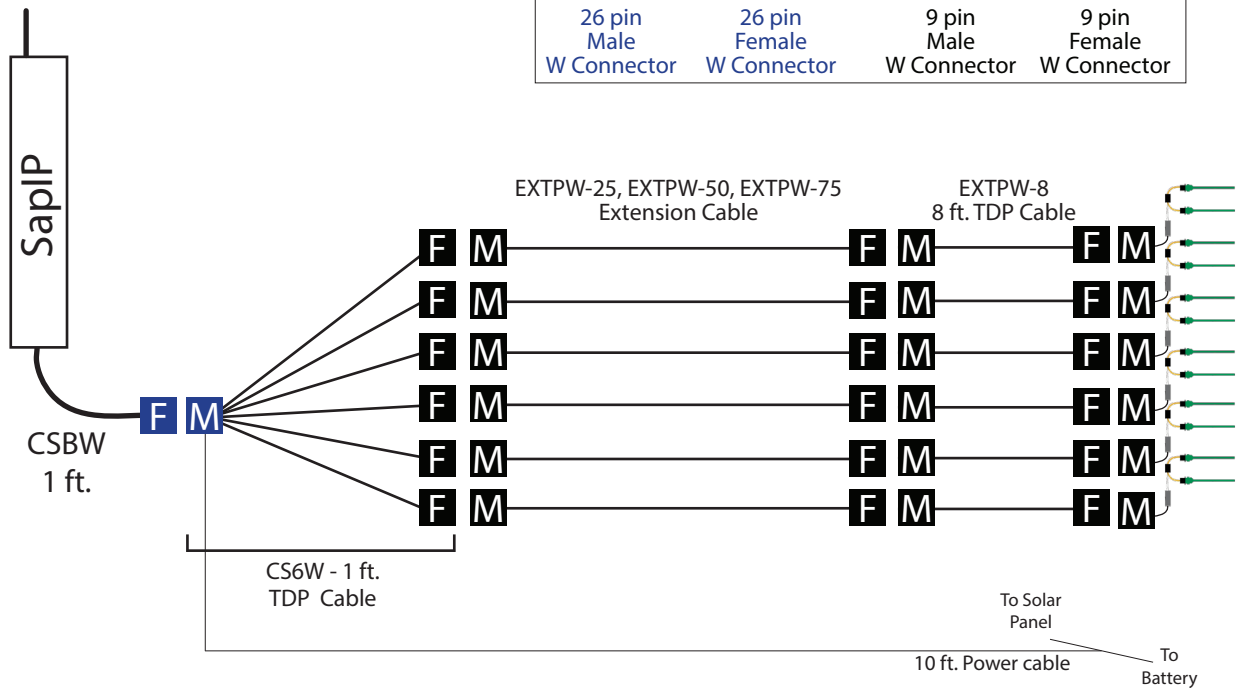 26 pin
Male
W Connector
26 pin
Female
W Connector
9 pin
Male
W Connector
9 pin
Female
W Connector
SapIP
CSBW
1 ft.
F M
EXTPW-25, EXTPW-50, EXTPW-75
Extension Cable
EXTPW-8
8 ft. TDP Cable
F M F M F M
F M F M F M
F M F M F M
F M F M F M
F M F M F M
F M F M F M
CS6W - 1 ft.
TDP Cable
To Solar
Panel
10 ft. Power cable
To
Battery